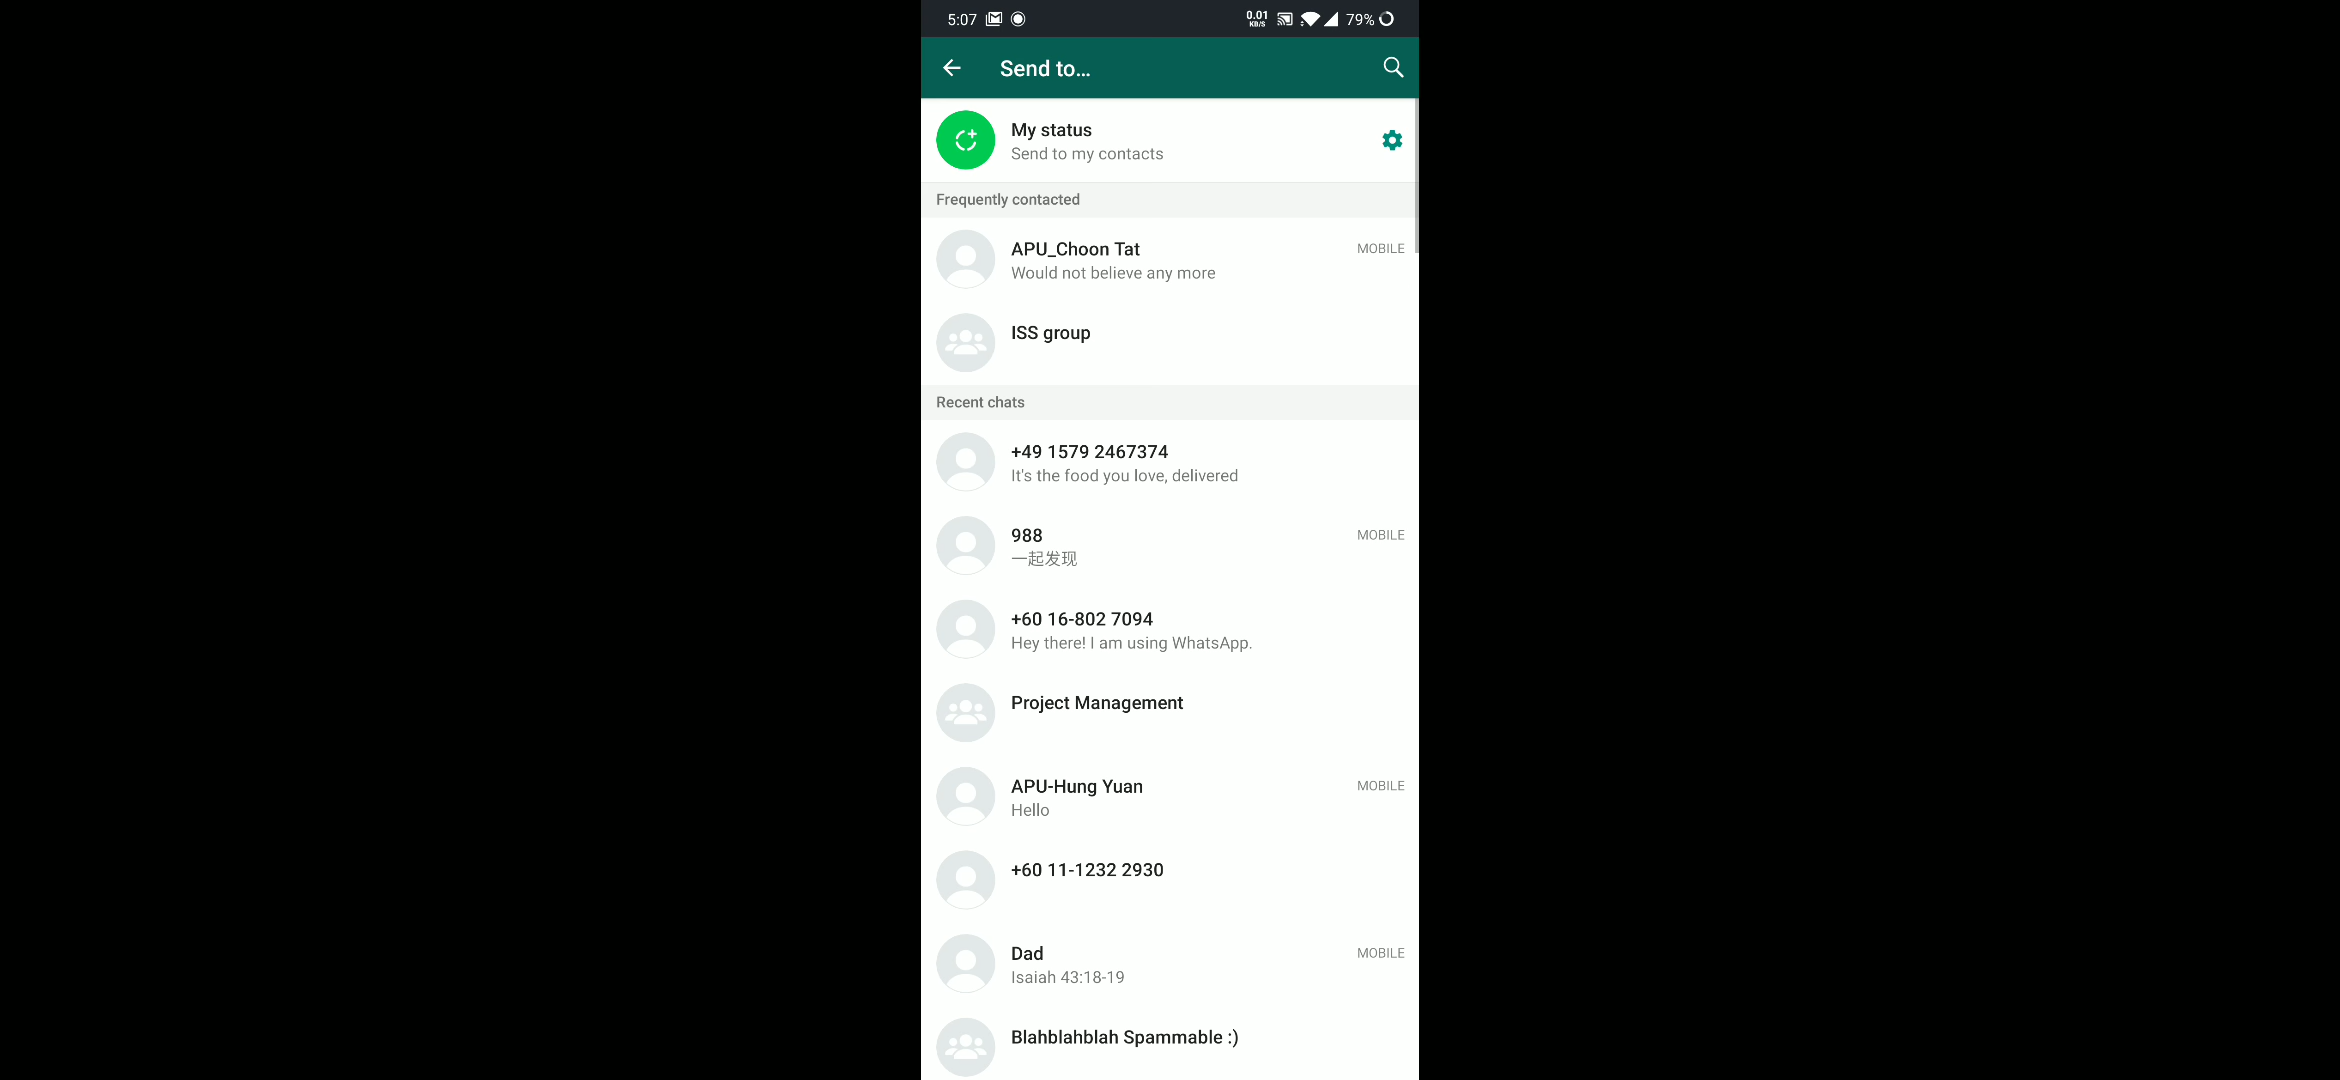 5:07
0.01
KB/S
79%
Send to...
My status
Send to my contacts
Frequently contacted
APU_Choon Tat
MOBILE
Would not believe any more
ISS group
Recent chats
+49 1579 2467374
It's the food you love, delivered
988
MOBILE
一起发现
+60 16-802 7094
Hey there! I am using WhatsApp.
Project Management
APU-Hung Yuan
MOBILE
Hello
+60 11-1232 2930
Dad
MOBILE
Isaiah 43:18-19
Blahblahblah Spammable :)